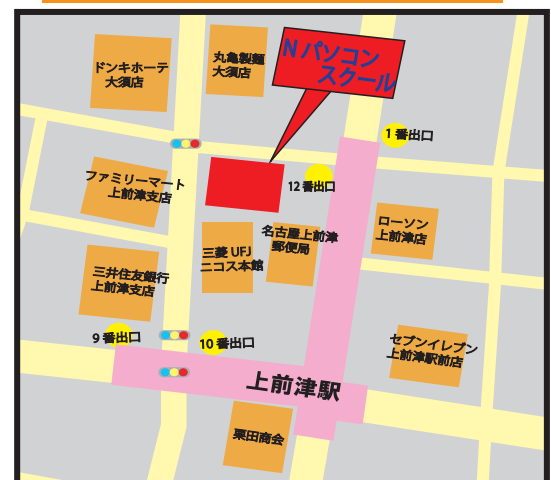 Nパソコン
スクール
ドンキホーテ
大須店
丸亀製麺
大須店
1番出口
ファミリーマート
上前津支店
12番出口
ローソン
上前津店
名古屋上前津
郵便局
三菱UFJ
ニコス本館
三井住友銀行
上前津支店
9番出口
10番出口
セブンイレブン
上前津駅前店
上前津駅
栗田商会